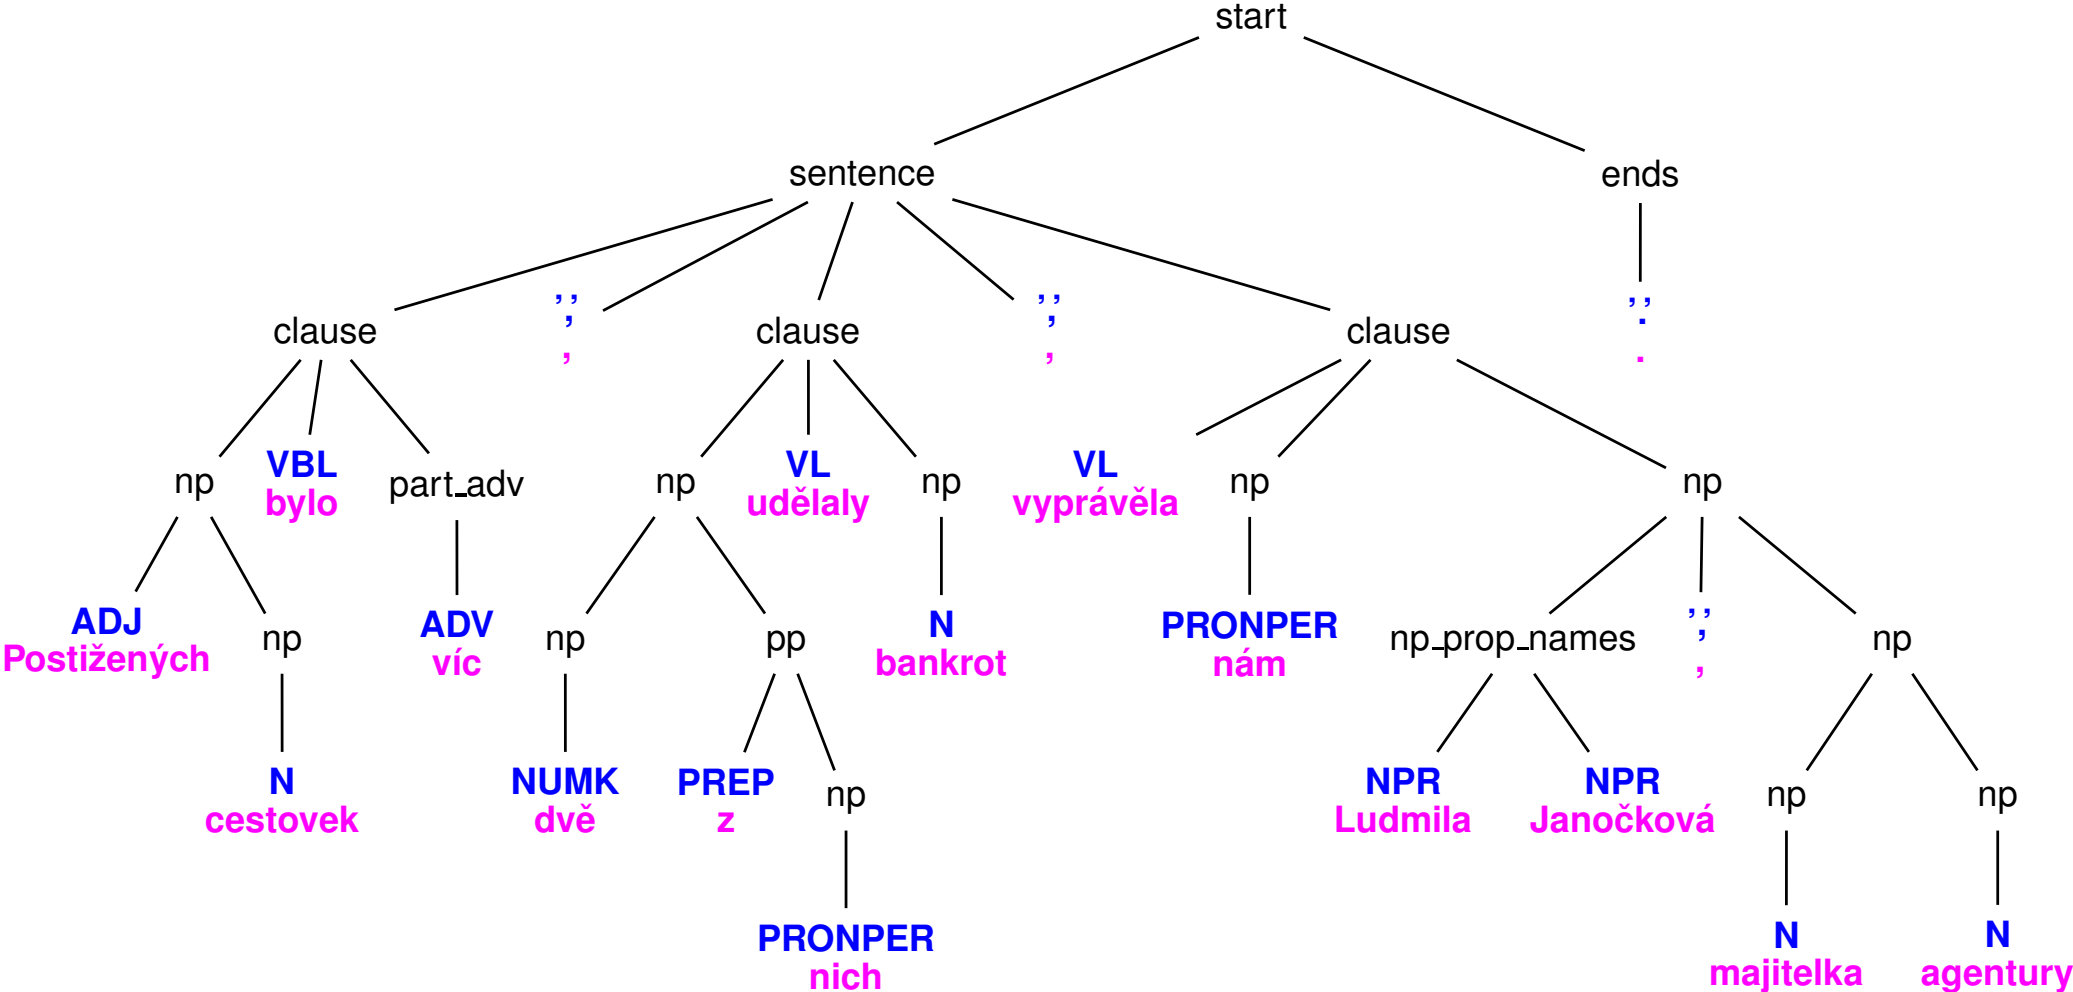 start
sentence ends
clause ,, clause ,, clause ,,
, , .
, , .
np VBL part_adv np VL np VL np np
bylo udělaly vyprávěla
ADJ np ADV np pp N PRONPER np_prop_names ,, np
Postižených víc bankrot nám ,
,
N NUMK PREP np NPR NPR np np
cestovek dvě z Ludmila Janočková
PRONPER N N
nich majitelka agentury